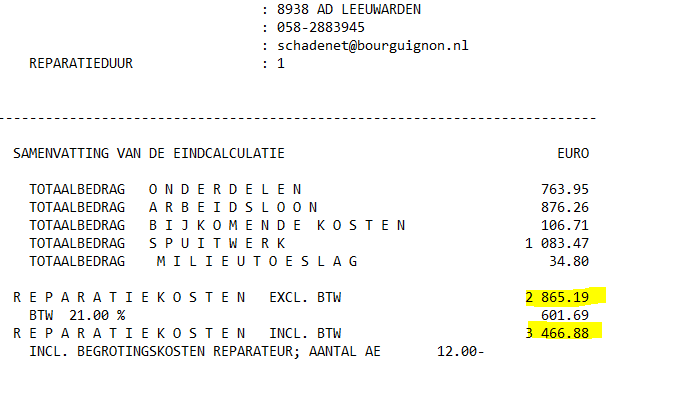 : 8938 AD LEEUWARDEN
: 058-2883945
: schadenet@bourguignon.nl
REPARATIEDUUR : 1
--------------------------------------------------------------------------
SAMENVATTING VAN DE EINDCALCULATIE EURO
TOTAALBEDRAG O N D E R D E L E N 763.95
TOTAALBEDRAG A R B E I D S L O O N 876.26
TOTAALBEDRAG B I J K O M E N D E K O S T E N 106.71
TOTAALBEDRAG S P U I T W E R K 1 083.47
TOTAALBEDRAG M I L I E U T O E S L A G 34.80
R E P A R A T I E K O S T E N EXCL. BTW 2 865.19
BTW 21.00 % 601.69
R E P A R A T I E K O S T E N INCL. BTW 3 466.88
INCL. BEGROTINGSKOSTEN REPARATEUR; AANTAL AE 12.00-